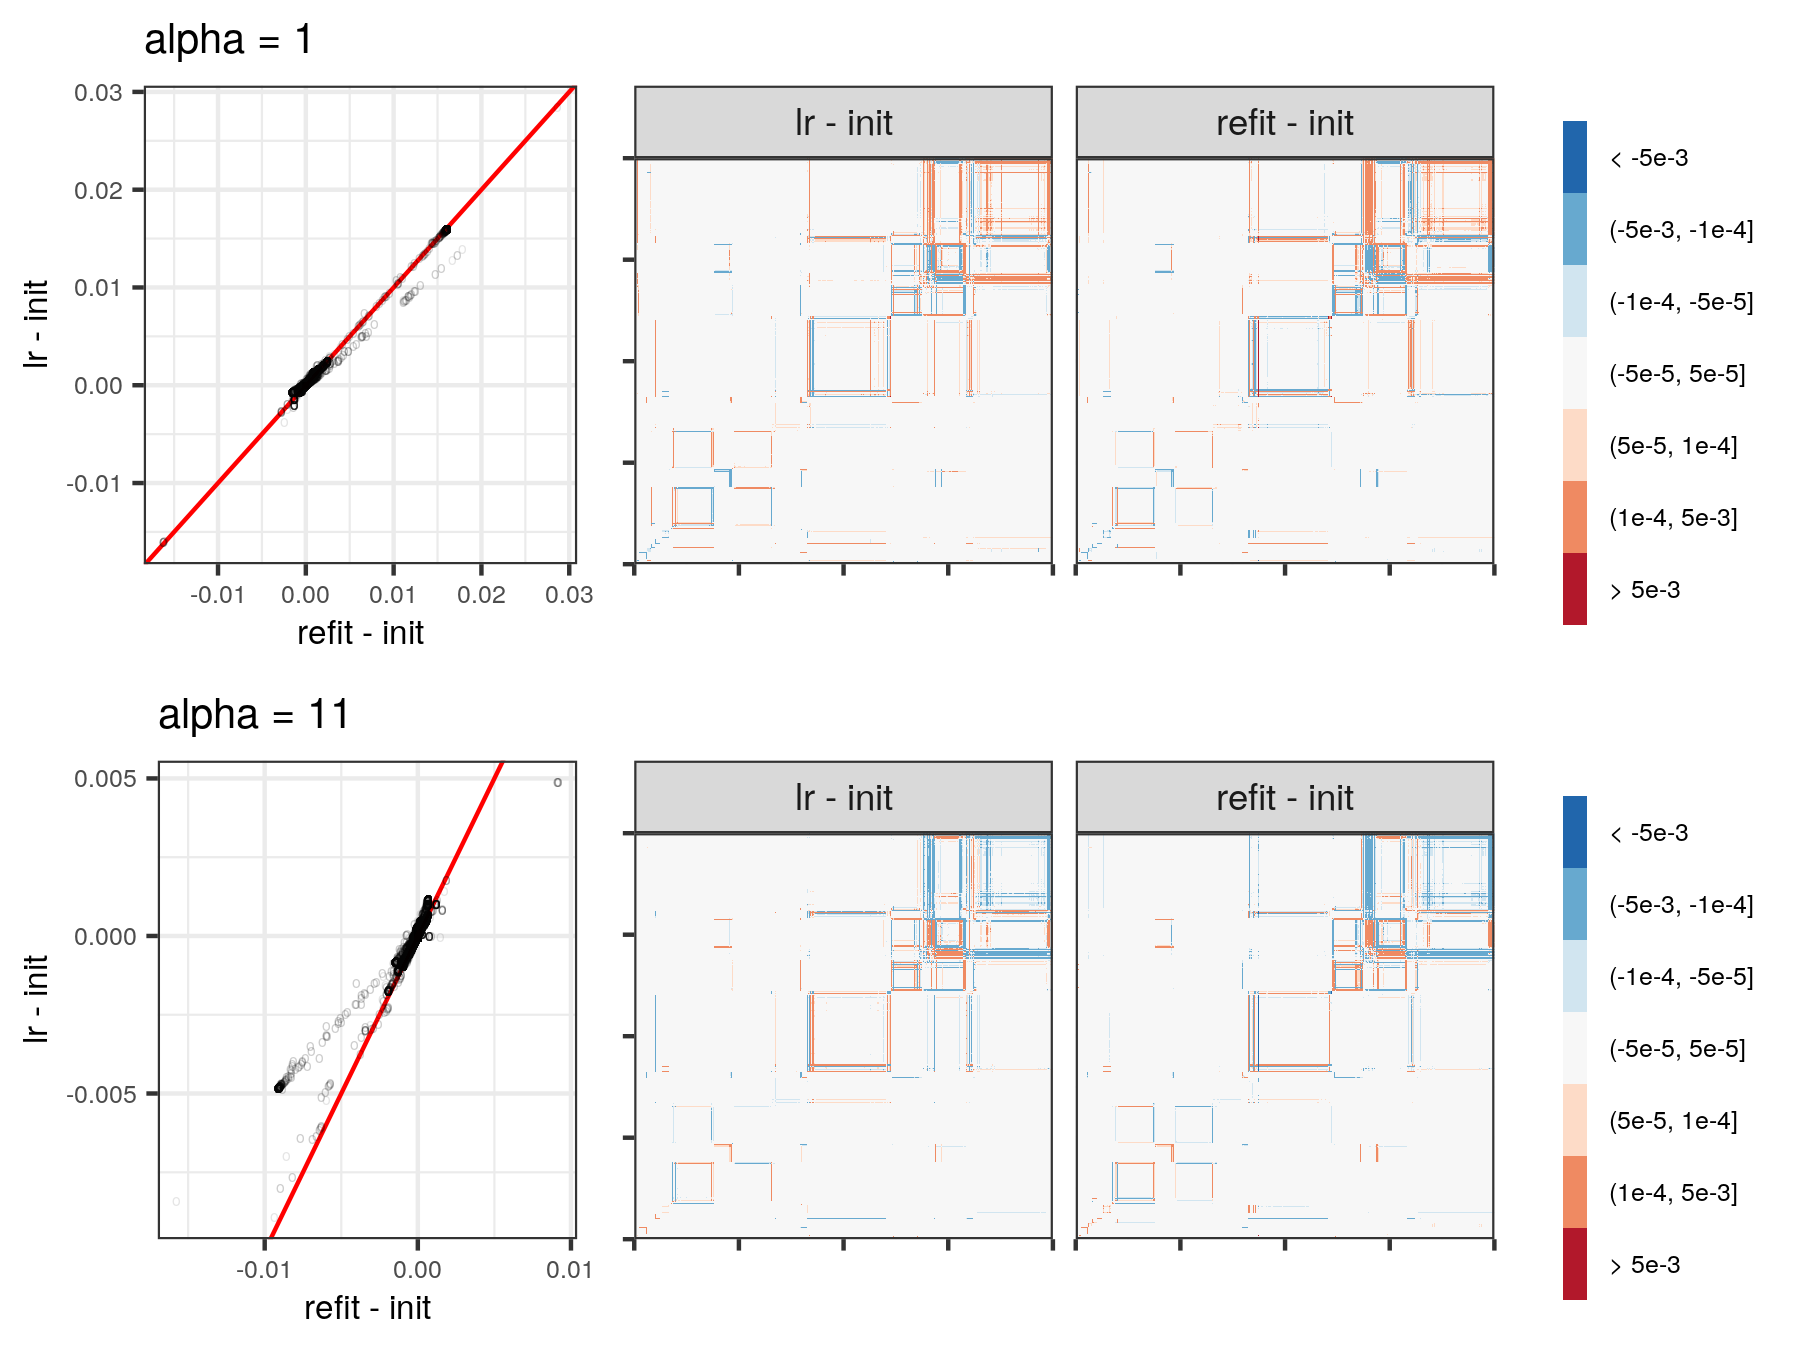 alpha = 1
lr - init
0.03
0.02
0.01
0.00
-0.01
-0.01 0.00 0.01 0.02 0.03
refit - init
lr - init
refit - init
< -5e-3
(-5e-3, -1e-4]
(-1e-4, -5e-5]
(-5e-5, 5e-5]
(5e-5, 1e-4]
(1e-4, 5e-3]
> 5e-3
alpha = 11
lr - init
0.005
0.000
-0.005
-0.01 0.00 0.01
refit - init
lr - init
refit - init
< -5e-3
(-5e-3, -1e-4]
(-1e-4, -5e-5]
(-5e-5, 5e-5]
(5e-5, 1e-4]
(1e-4, 5e-3]
> 5e-3